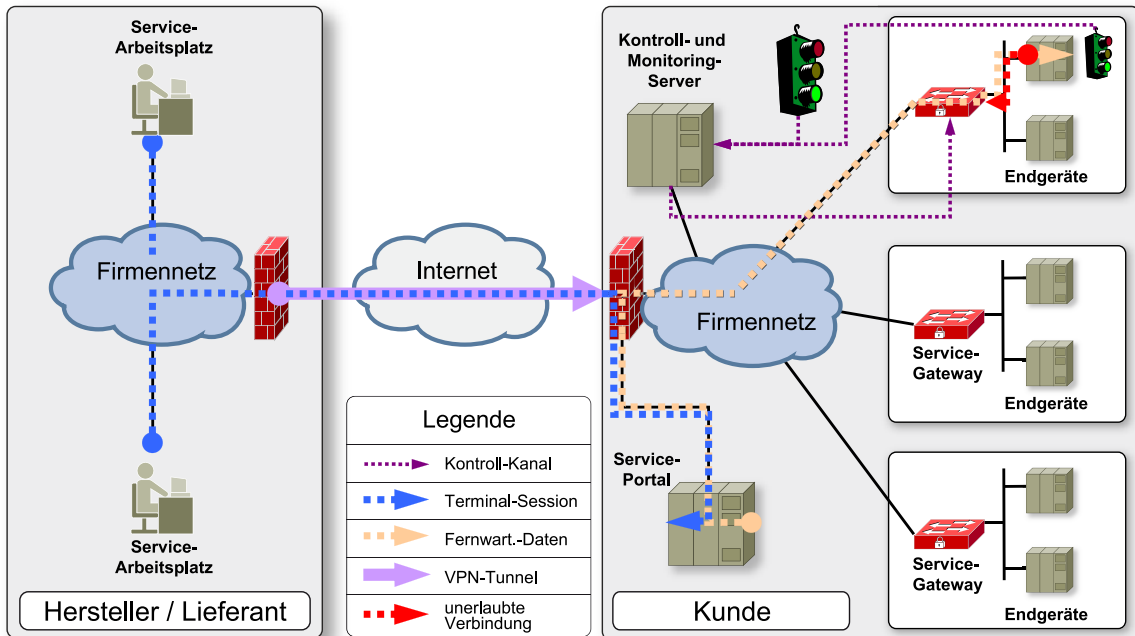 Service-
Arbeitsplatz
Firmennetz
Service-
Arbeitsplatz
Hersteller / Lieferant
Internet
Legende
Kontroll-Kanal
Terminal-Session
Fernwart.-Daten
VPN-Tunnel
unerlaubte
Verbindung
Kontroll- und
Monitoring-
Server
Firmennetz
Service-
Portal
Kunde
Endgeräte
Service-
Gateway
Endgeräte
Service-
Gateway
Endgeräte